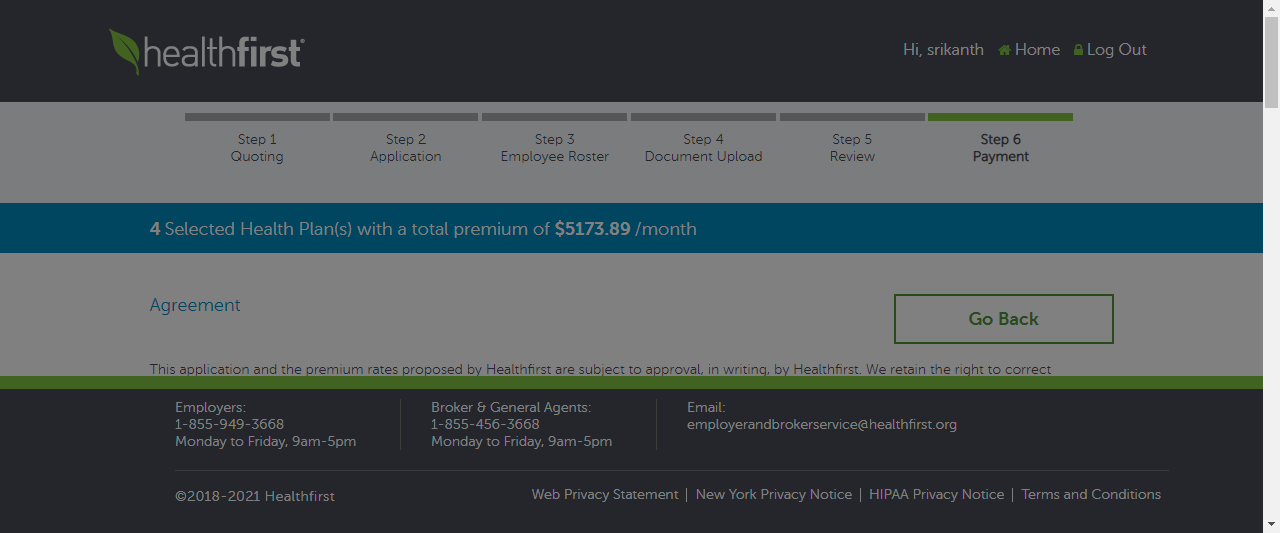 healthfirst®
Hi, srikanth Home Log Out
Step 1 Step 2 Step 3 Step 4 Step 5 Step 6
Quoting Application Employee Roster Document Upload Review Payment
4 Selected Health Plan(s) with a total premium of $5173.89 /month
Agreement Go Back
This application and the premium rates proposed by Healthfirst are subject to approval, in writing, by Healthfirst. We retain the right to correct
Employers: Broker & General Agents: Email:
1-855-949-3668 1-855-456-3668 employerandbrokerservice@healthfirst.org
Monday to Friday, 9am-5pm Monday to Friday, 9am-5pm
©2018-2021 Healthfirst Web Privacy Statement | New York Privacy Notice | HIPAA Privacy Notice | Terms and Conditions